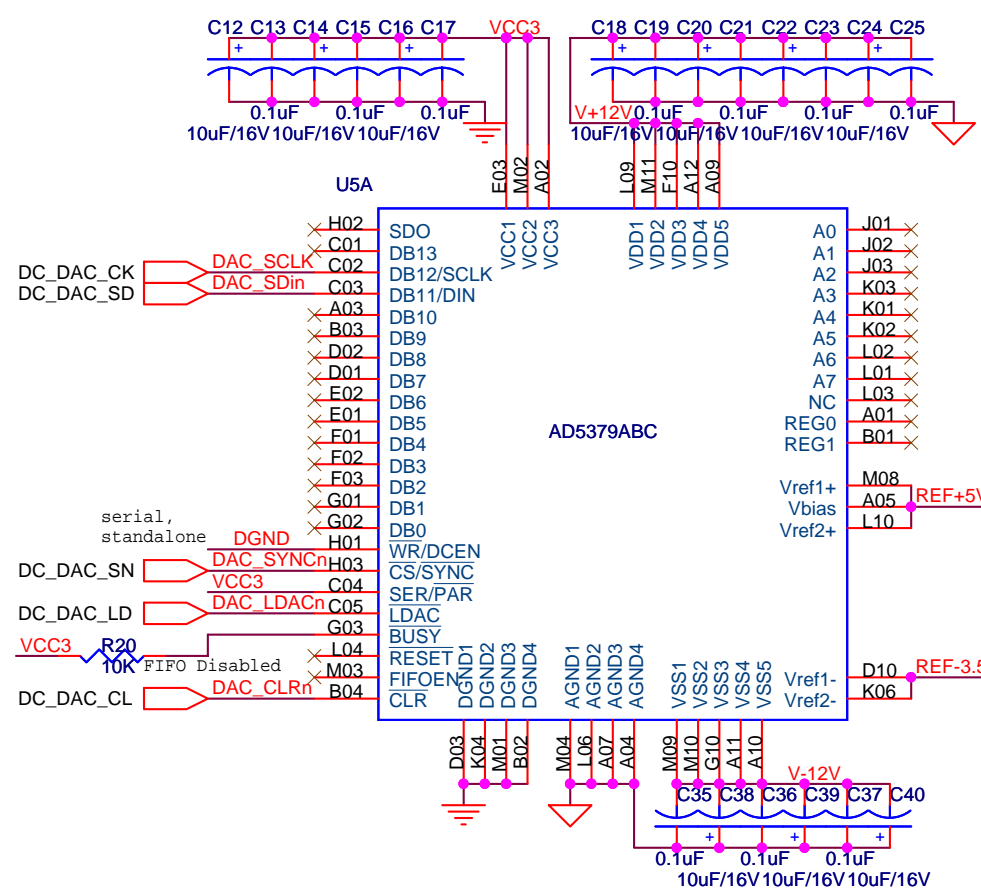 C12 C13 C14 C15 C16 C17 VCC3 C18 C19 C20 C21 C22 C23 C24 C25
+ + + + + + +
0.1uF 0.1uF 0.1uF V+12V 0.1uF 0.1uF 0.1uF 0.1uF
10uF/16V 10uF/16V 10uF/16V 10uF/16V 10uF/16V 10uF/16V 10uF/16V
E03 M02 A02 L09 M11 F10 A12 A09
U5A
VCC1 VCC2 VCC3 VDD1 VDD2 VDD3 VDD4 VDD5
H02 SDO A0 J01
C01 DB13 A1 J02
DC_DAC_CK DAC_SCLK C02 DB12/SCLK A2 J03
DC_DAC_SD DAC_SDin C03 DB11/DIN A3 K03
A03 DB10 A4 K01
B03 DB9 A5 K02
D02 DB8 A6 L02
D01 DB7 A7 L01
E02 DB6 NC L03
E01 DB5 REG0 A01
F01 DB4 REG1 B01
AD5379ABC
F02 DB3
F03 DB2 Vref1+ M08
G01 DB1 Vbias A05 REF+5V
G02 DB0 Vref2+ L10
serial,
standalone
DGND H01 WR/DCEN
DC_DAC_SN DAC_SYNCn H03 CS/SYNC
VCC3 C04 SER/PAR
DC_DAC_LD DAC_LDACn C05 LDAC
G03 BUSY
VCC3 R20 L04 RESET
10K FIFO Disabled M03 FIFOEN Vref1- D10 REF-3.5
DC_DAC_CL DAC_CLRn B04 CLR Vref2- K06
DGND1 DGND2 DGND3 DGND4 AGND1 AGND2 AGND3 AGND4 VSS1 VSS2 VSS3 VSS4 VSS5
D03 K04 M01 B02 M04 L06 A07 A04 M09 M10 G10 A11 A10
V-12V
C35 C38 C36 C39 C37 C40
+ + +
0.1uF 0.1uF 0.1uF
10uF/16V 10uF/16V 10uF/16V